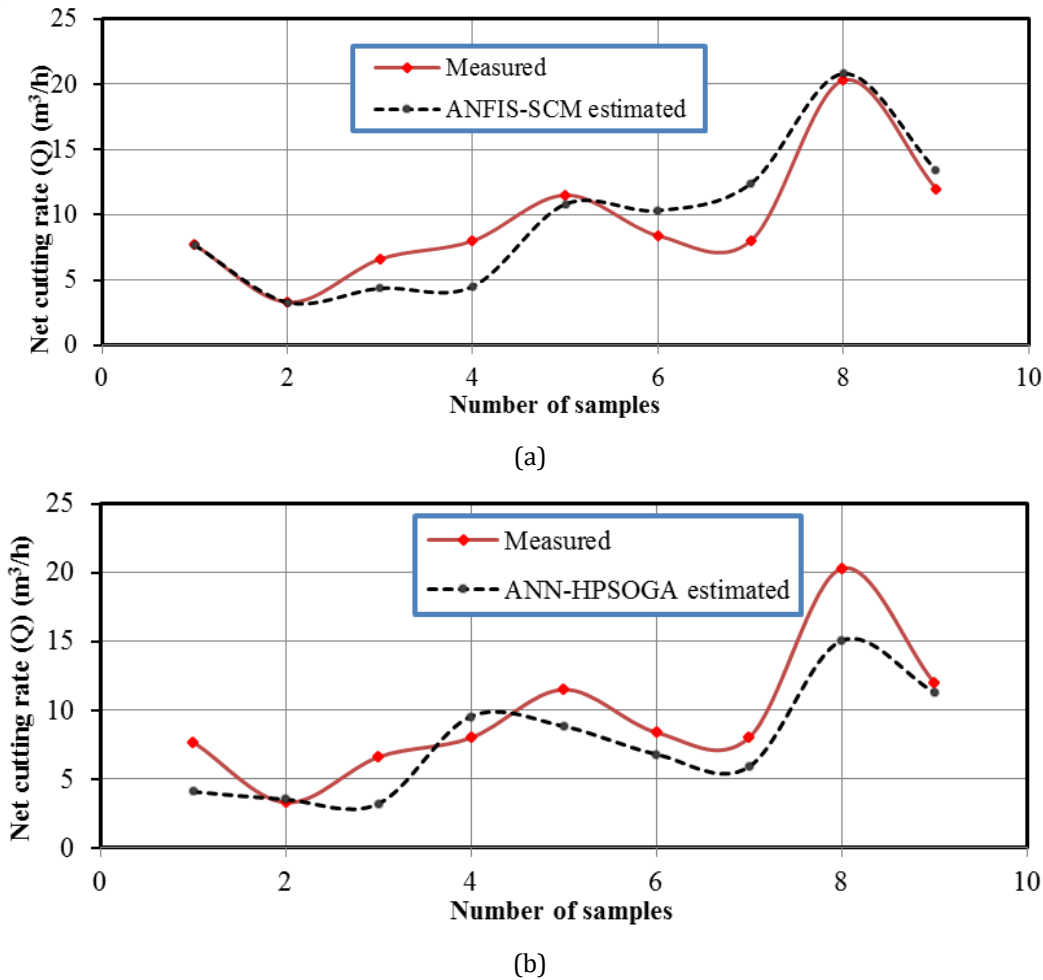 25
20
15
10
5
0
Net cutting rate (Q) (m³/h)
Measured
ANFIS-SCM estimated
0 2 4 6 8 10
Number of samples
(a)
25
20
15
10
5
0
Net cutting rate (Q) (m³/h)
Measured
ANN-HPSOGA estimated
0 2 4 6 8 10
Number of samples
(b)